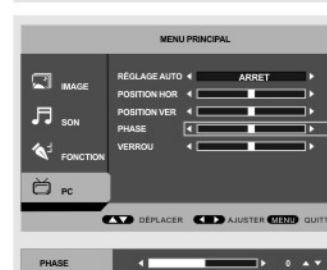 MENU PRINCIPAL
IMAGE
SON
FONCTION
PC
RÉGLAGE AUTO ARRET
POSITION HOR
POSITION VER
PHASE
VERROU
DÉPLACER AJUSTER MENU QUITT
PHASE 0